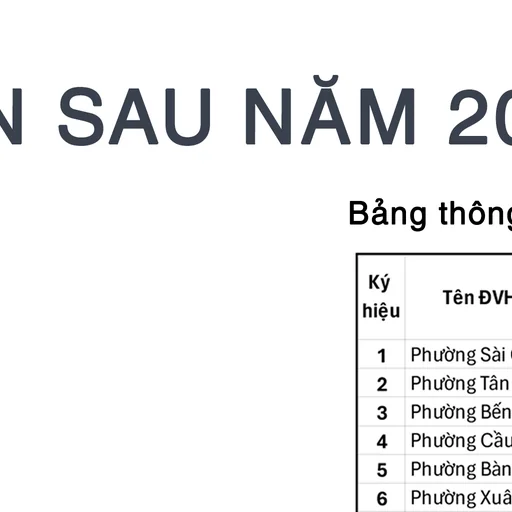 N SAU NĂM 20
Bảng thông
Ký hiệu Tên ĐVH
1 Phường Sài
2 Phường Tân
3 Phường Bến
4 Phường Cầu
5 Phường Bàn
6 Phường Xuâ